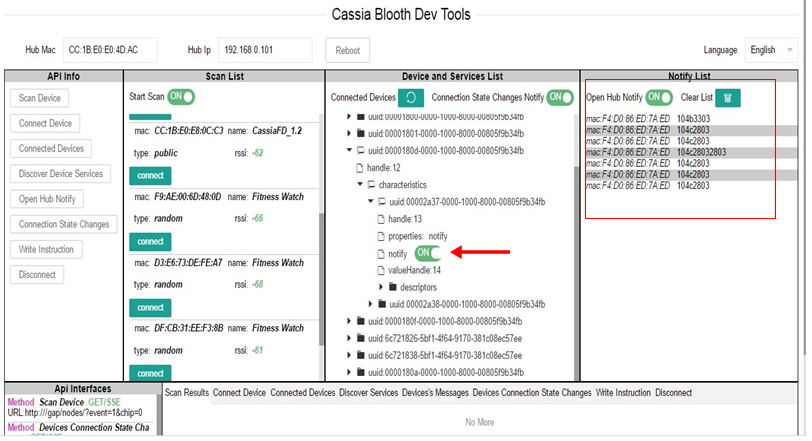 Cassia Blooth Dev Tools
Hub Mac CC:1B:E0:E0:4D:AC Hub Ip 192.168.0.101 Reboot Language English
API Info
Scan Device
Connect Device
Connected Devices
Discover Device Services
Open Hub Notify
Connection State Changes
Write Instruction
Disconnect
Scan List
Start Scan ON
mac: CC:1B:E0:E8:0C:C3 name: CassiaFD_1.2
type: public rssi: -62
connect
mac: F9:AE:00:6D:48:0D name: Fitness Watch
type: random rssi: -66
connect
mac: D3:E6:73:DE:FE:A7 name: Fitness Watch
type: random rssi: -68
connect
mac: DF:CB:31:EE:F3:8B name: Fitness Watch
type: random rssi: -61
connect
Device and Services List
Connected Devices Connection State Changes Notify ON
uuid:00001800-0000-1000-8000-00805f9b34fb
uuid:00001801-0000-1000-8000-00805f9b34fb
uuid:0000180d-0000-1000-8000-00805f9b34fb
handle:12
characteristics
uuid:00002a37-0000-1000-8000-00805f9b34fb
handle:13
properties: notify
notify ON
valueHandle:14
descriptors
uuid:00002a38-0000-1000-8000-00805f9b34fb
uuid:0000180f-0000-1000-8000-00805f9b34fb
uuid:6c721826-5bf1-4f64-9170-381c08ec57ee
uuid:6c721838-5bf1-4f64-9170-381c08ec57ee
uuid:0000180a-0000-1000-8000-00805f9b34fb
Notify List
Open Hub Notify ON Clear List
mac:F4:D0:86:ED:7A:ED 104b3303
mac:F4:D0:86:ED:7A:ED 104c2803
mac:F4:D0:86:ED:7A:ED 104c2803
mac:F4:D0:86:ED:7A:ED 104c28032803
mac:F4:D0:86:ED:7A:ED 104c2803
mac:F4:D0:86:ED:7A:ED 104c2803
mac:F4:D0:86:ED:7A:ED 104c2803
Api Interfaces
Method Scan Device GET/SSE
URL:http:///gap/nodes/?event=1&chip=0
Method Devices Connection State Cha
Scan Results Connect Device Connected Devices Discover Services Devices's Messages Devices Connection State Changes Write Instruction Disconnect
No More